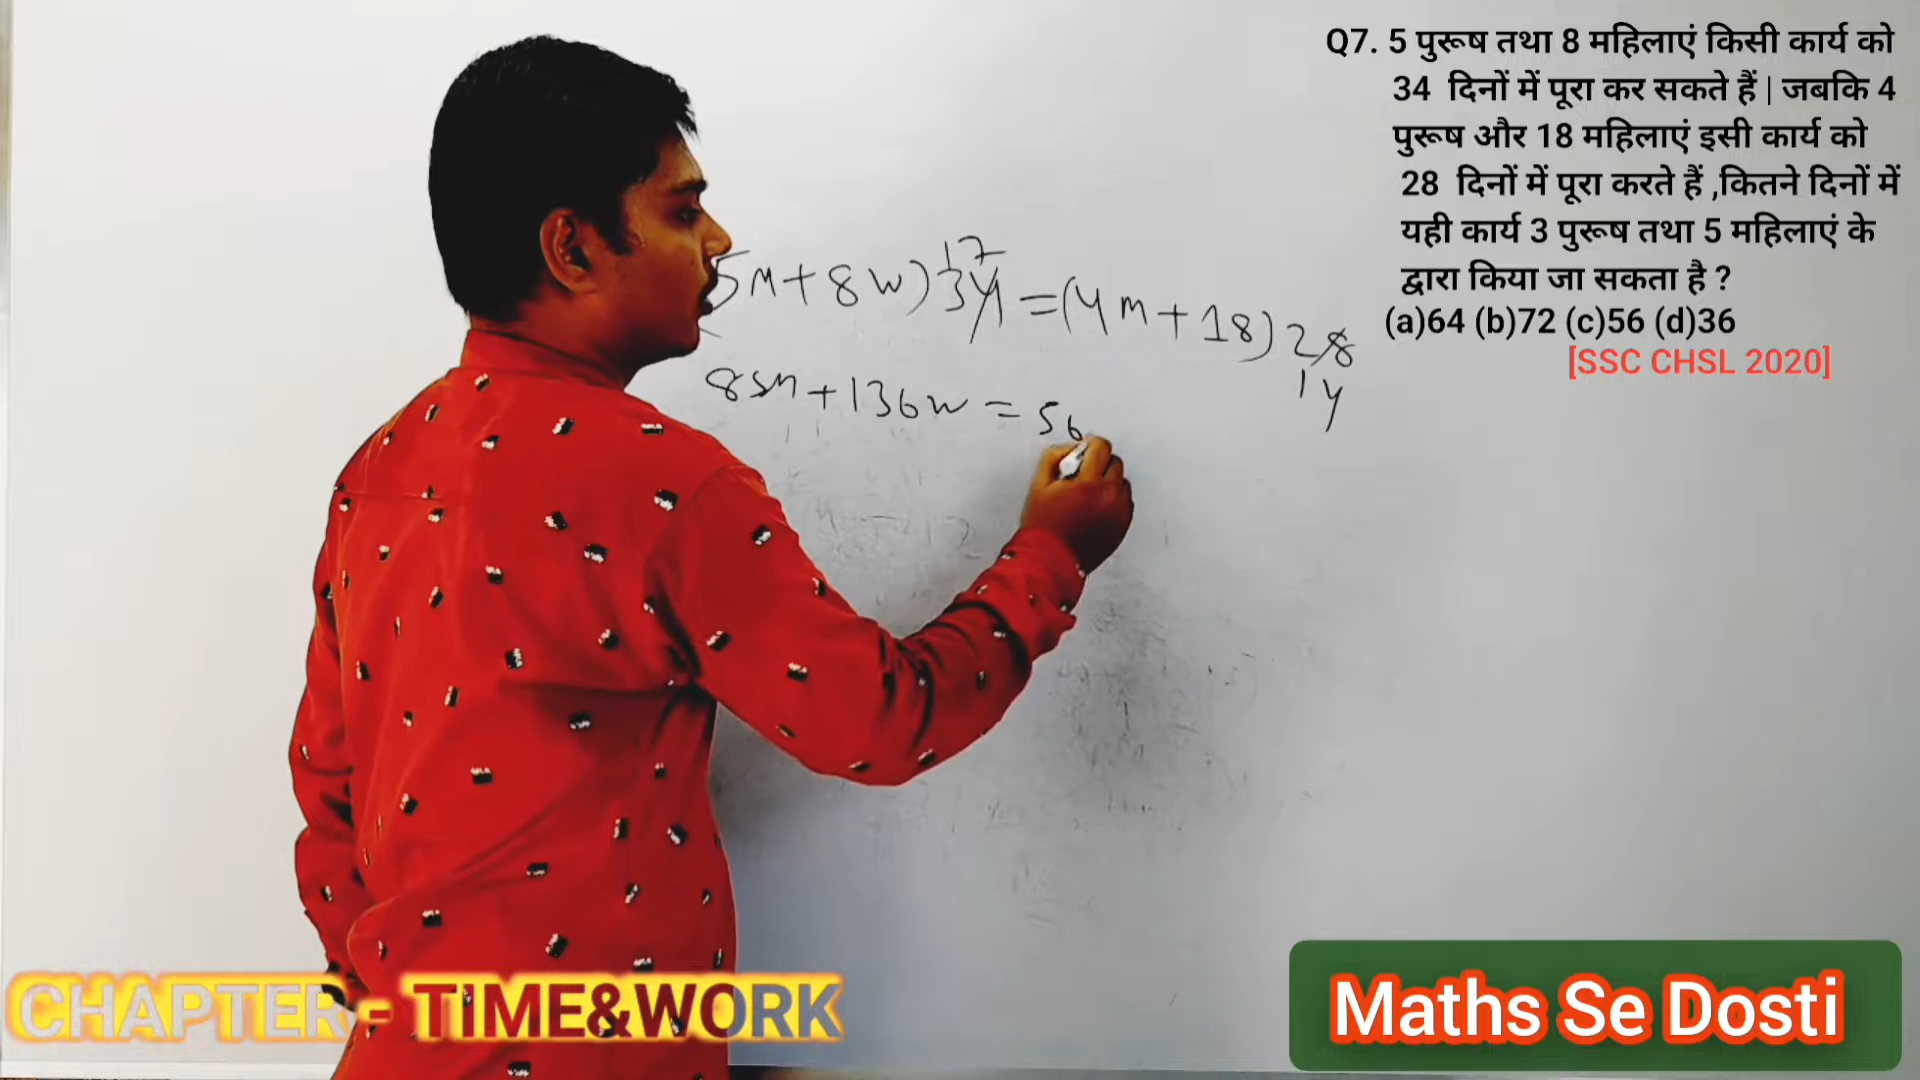 Q7. 5 पुरूष तथा 8 महिलाएं किसी कार्य को
34 दिनों में पूरा कर सकते हैं | जबकि 4
पुरूष और 18 महिलाएं इसी कार्य को
28 दिनों में पूरा करते हैं ,कितने दिनों में
यही कार्य 3 पुरूष तथा 5 महिलाएं के
द्वारा किया जा सकता है ?
(a)64 (b)72 (c)56 (d)36
[SSC CHSL 2020]
17
5m+8w)34=(4m+18)28
14
85m+136w=56
CHAPTER - TIME&WORK
Maths Se Dosti